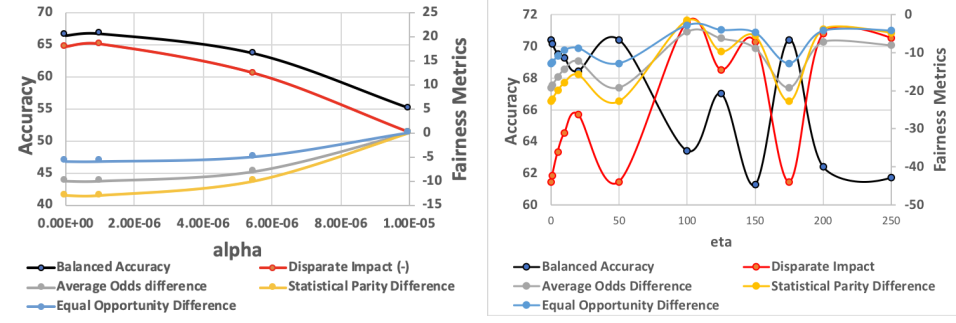 70
65
60
55
50
45
40
Accuracy
25
20
15
10
5
0
-5
-10
-15
Fairness Metrics
0.00E+00 2.00E-06 4.00E-06 6.00E-06 8.00E-06 1.00E-05
alpha
Balanced Accuracy Disparate Impact (-)
Average Odds difference Statistical Parity Difference
Equal Opportunity Difference
72
70
68
66
64
62
60
Accuracy
0
-10
-20
-30
-40
-50
Fairness Metrics
0 50 100 150 200 250
eta
Balanced Accuracy Disparate Impact
Average Odds Difference Statistical Parity Difference
Equal Opportunity Difference